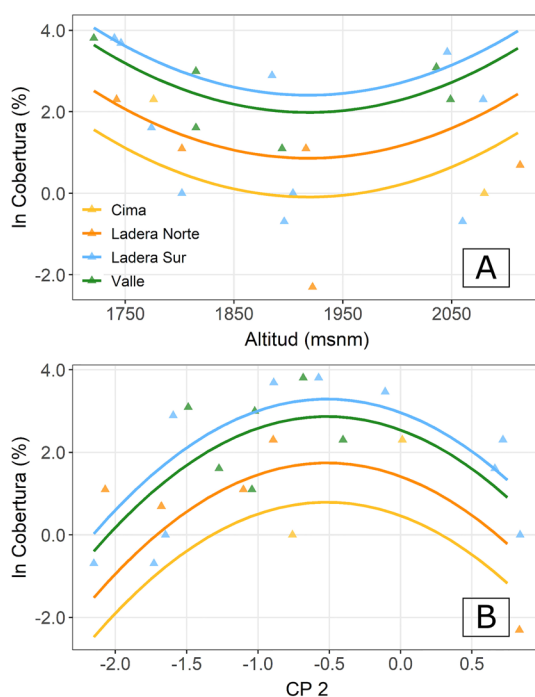 4.0
2.0
0.0
-2.0
ln Cobertura (%)
Cima
Ladera Norte
Ladera Sur
Valle
A
1750
1850
1950
2050
Altitud (msnm)
4.0
2.0
0.0
-2.0
ln Cobertura (%)
B
-2.0
-1.5
-1.0
-0.5
0.0
0.5
CP 2